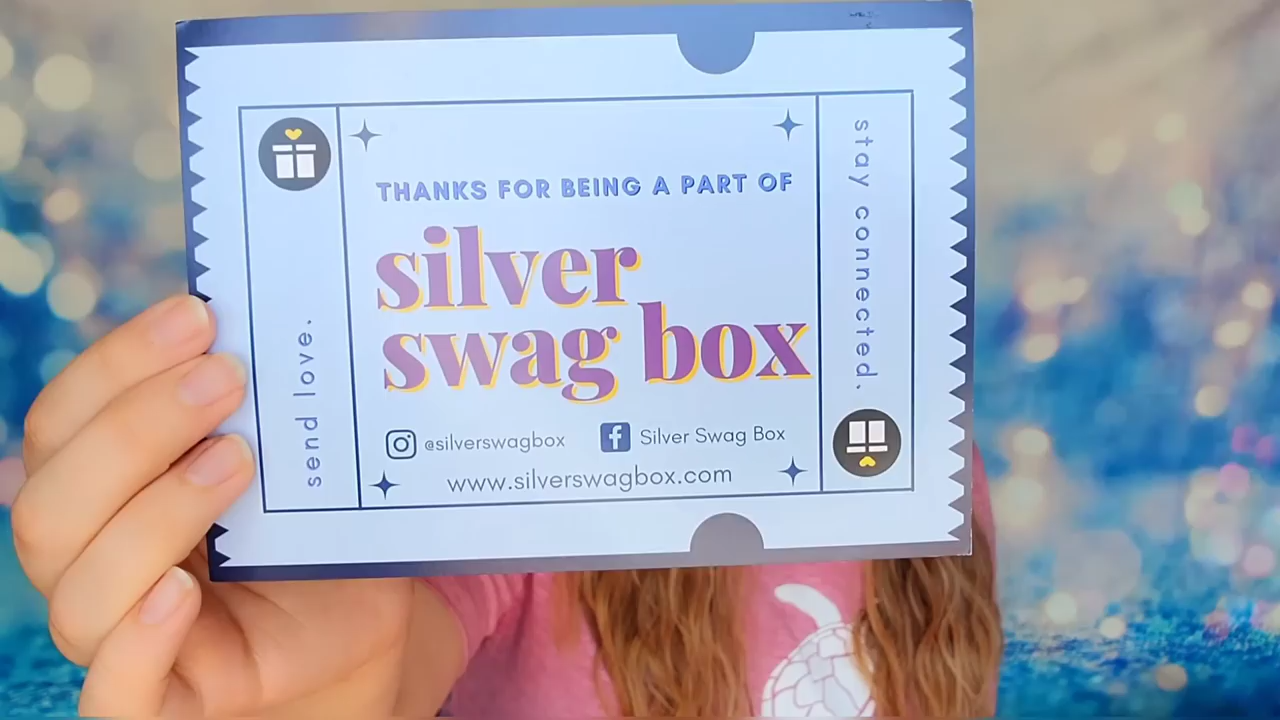 THANKS FOR BEING A PART OF
silver
swag box
@silverswagbox
Silver Swag Box
www.silverswagbox.com
send love.
stay connected.